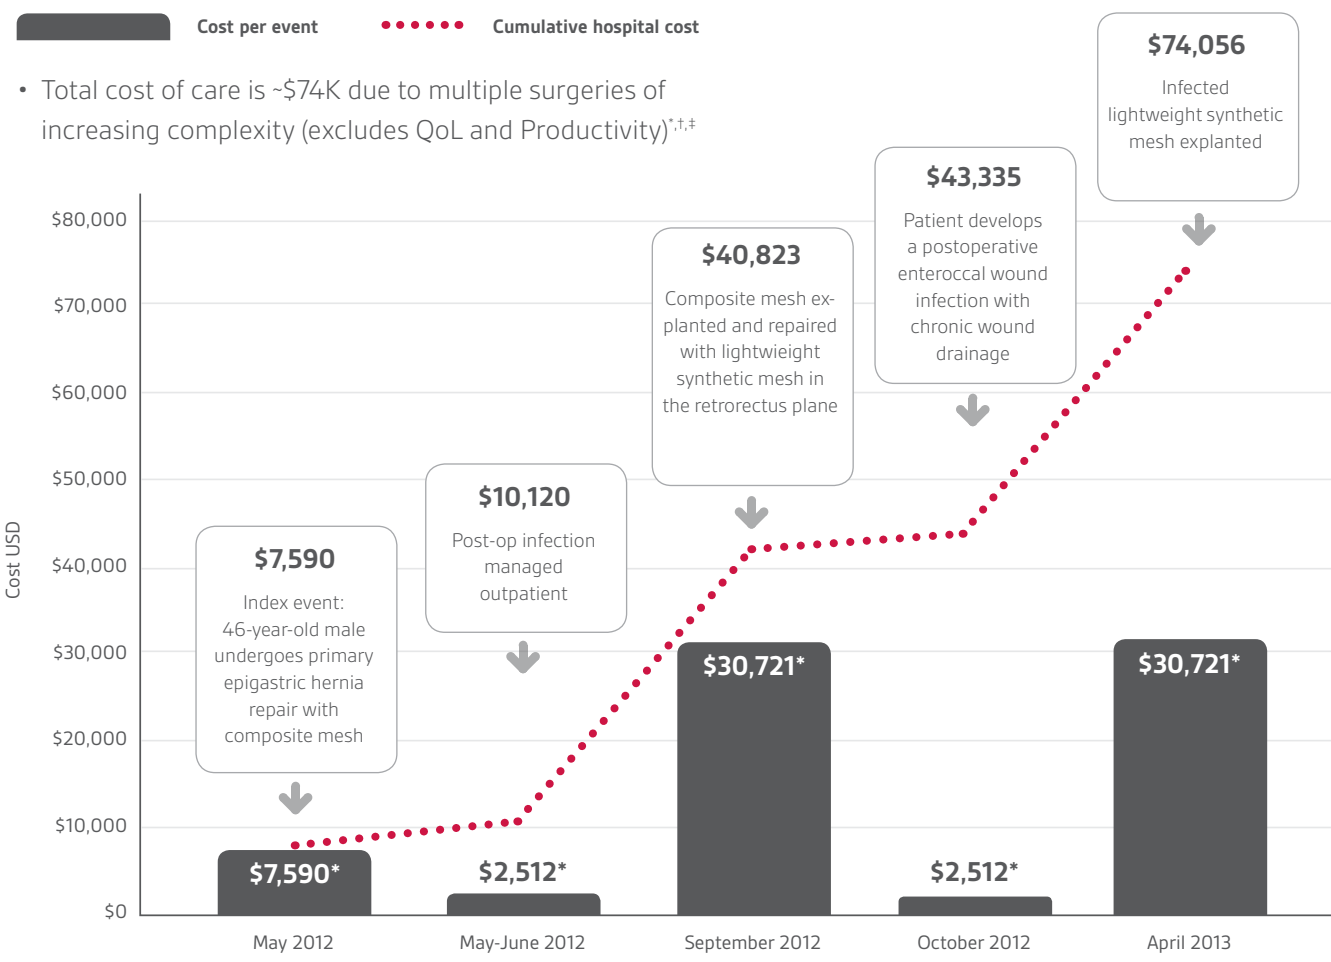 Cost per event
Cumulative hospital cost
• Total cost of care is ~$74K due to multiple surgeries of
increasing complexity (excludes QoL and Productivity)*,†,‡
$74,056
Infected
lightweight synthetic
mesh explanted
$43,335
Patient develops
a postoperative
enteroccal wound
infection with
chronic wound
drainage
$40,823
Composite mesh ex-
planted and repaired
with lightwieight
synthetic mesh in
the retrorectus plane
$10,120
Post-op infection
managed
outpatient
$7,590
Index event:
46-year-old male
undergoes primary
epigastric hernia
repair with
composite mesh
Cost USD
$80,000
$70,000
$60,000
$50,000
$40,000
$30,000
$20,000
$10,000
$0
$7,590*
$2,512*
$30,721*
$2,512*
$30,721*
May 2012
May-June 2012
September 2012
October 2012
April 2013